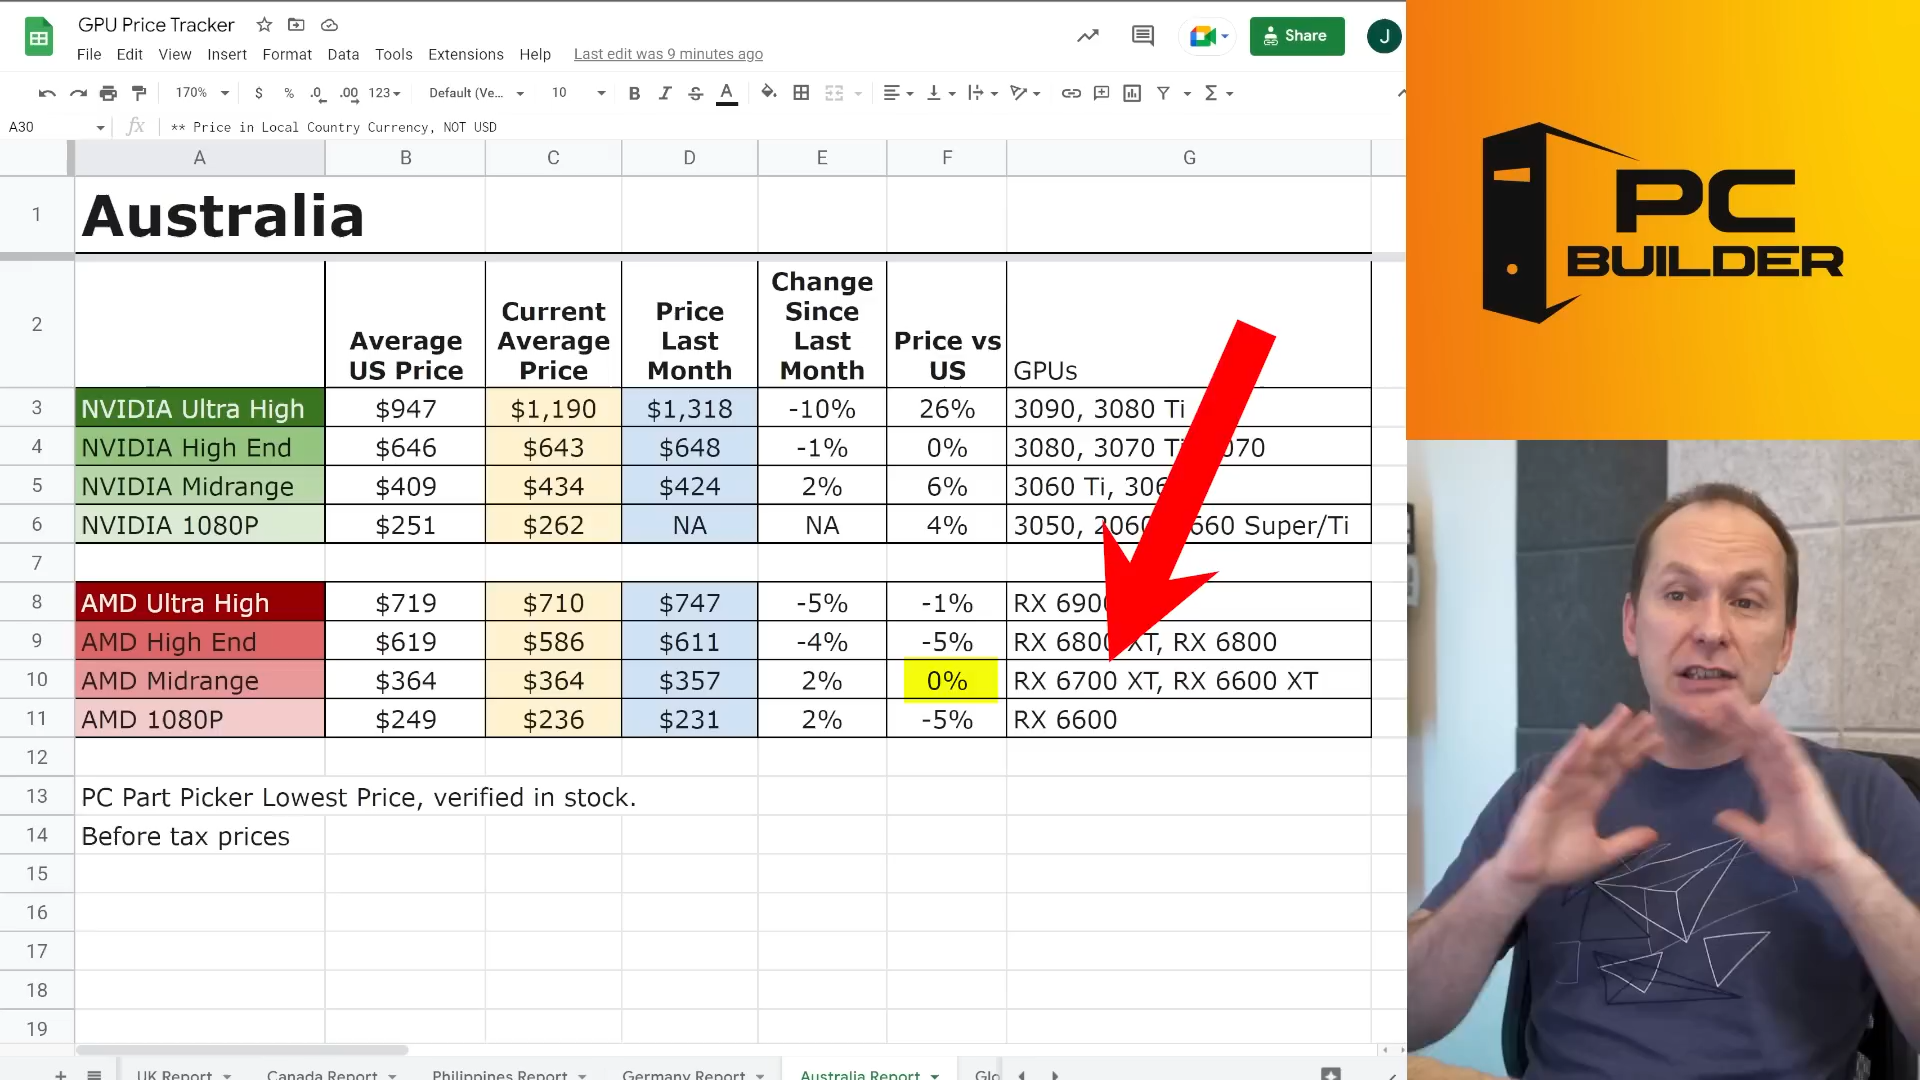 GPU Price Tracker
File Edit View Insert Format Data Tools Extensions Help Last edit was 9 minutes ago
Share
J
170% $ % .0 .00 123 Default (Ve... 10 B I S A
A30 fx ** Price in Local Country Currency, NOT USD
A B C D E F G
1 Australia
2 Average US Price Current Average Price Price Last Month Change Since Last Month Price vs US GPUs
3 NVIDIA Ultra High $947 $1,190 $1,318 -10% 26% 3090, 3080 Ti
4 NVIDIA High End $646 $643 $648 -1% 0% 3080, 3070
5 NVIDIA Midrange $409 $434 $424 2% 6% 3060 Ti,
6 NVIDIA 1080P $251 $262 NA NA 4% 3050, Super/Ti
7
8 AMD Ultra High $719 $710 $747 -5% -1% RX
9 AMD High End $619 $586 $611 -4% -5% RX 6800 XT, RX 6800
10 AMD Midrange $364 $364 $357 2% 0% RX 6700 XT, RX 6600 XT
11 AMD 1080P $249 $236 $231 2% -5% RX 6600
12
13 PC Part Picker Lowest Price, verified in stock.
14 Before tax prices
15
16
17
18
19
UK Report Canada Report Philippines Report Germany Report Australia Report
PC
BUILDER